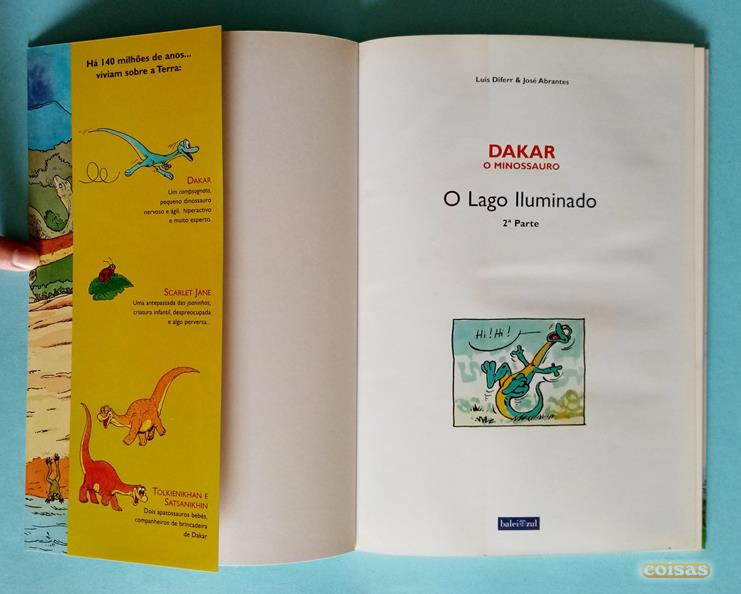 Há 140 milhões de anos...
viviam sobre a Terra:
DAKAR
Um compsognata,
pequeno dinossauro
nervoso e ágil, hiperactivo
e muito esperto.
SCARLET JANE
Uma antepassada das joaninhas,
criatura infantil, despreocupada
e algo perversa...
TOLKIENIKHAN E
SATSANIKHIN
Dois apatossauros bebés,
companheiros de brincadeira
de Dakar
Luis Diferr & José Abrantes
DAKAR
O MINOSSAURO
O Lago Iluminado
2ª Parte
Hi!Hi!
baleiazul
coisas